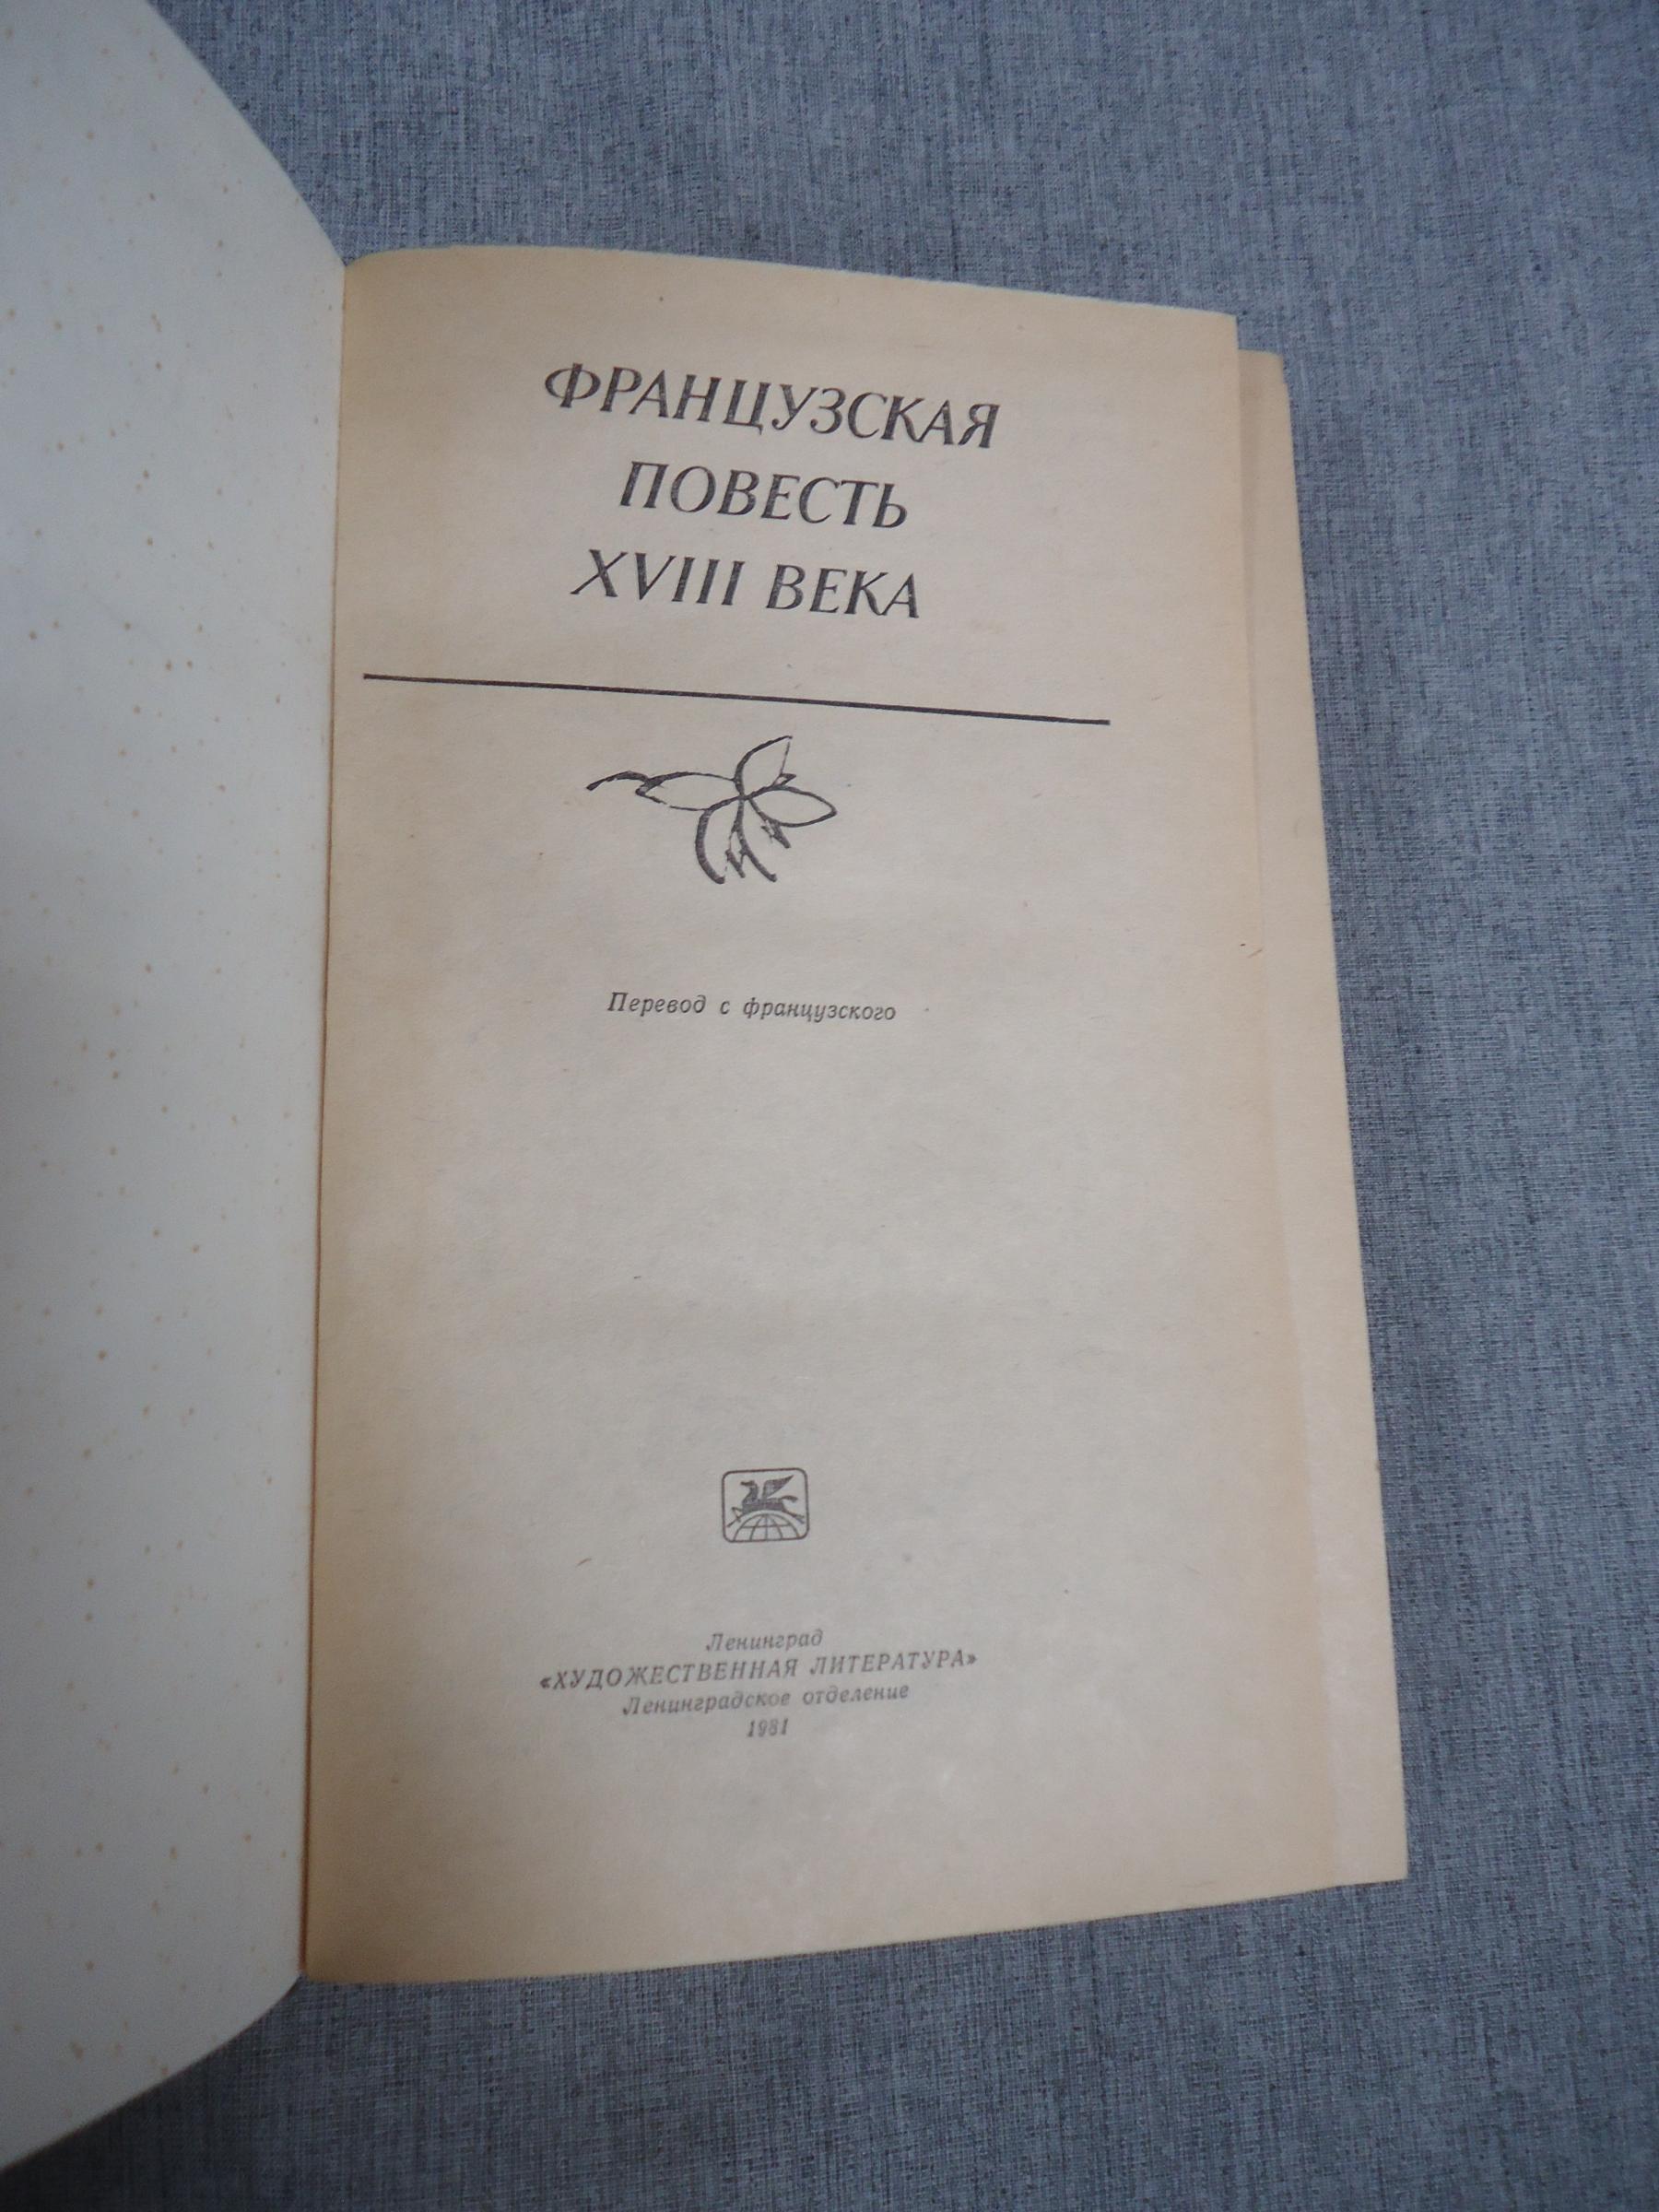 ФРАНЦУЗСКАЯ
ПОВЕСТЬ
XVIII ВЕКА
Перевод с французского
Ленинград
«ХУДОЖЕСТВЕННАЯ ЛИТЕРАТУРА»
Ленинградское отделение
1981